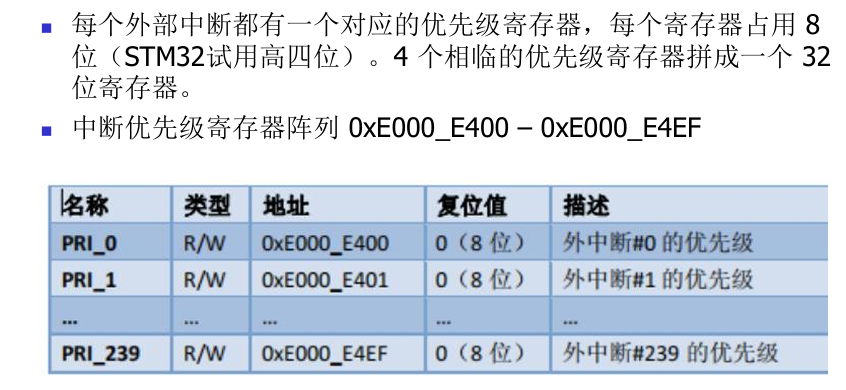 每个外部中断都有一个对应的优先级寄存器，每个寄存器占用 8
位（STM32试用高四位）。4 个相临的优先级寄存器拼成一个 32
位寄存器。
中断优先级寄存器阵列 0xE000_E400 – 0xE000_E4EF
名称 类型 地址 复位值 描述
PRI_0 R/W 0xE000_E400 0（8 位） 外中断#0 的优先级
PRI_1 R/W 0xE000_E401 0（8 位） 外中断#1 的优先级
... ... ... ... ...
PRI_239 R/W 0xE000_E4EF 0（8 位） 外中断#239 的优先级